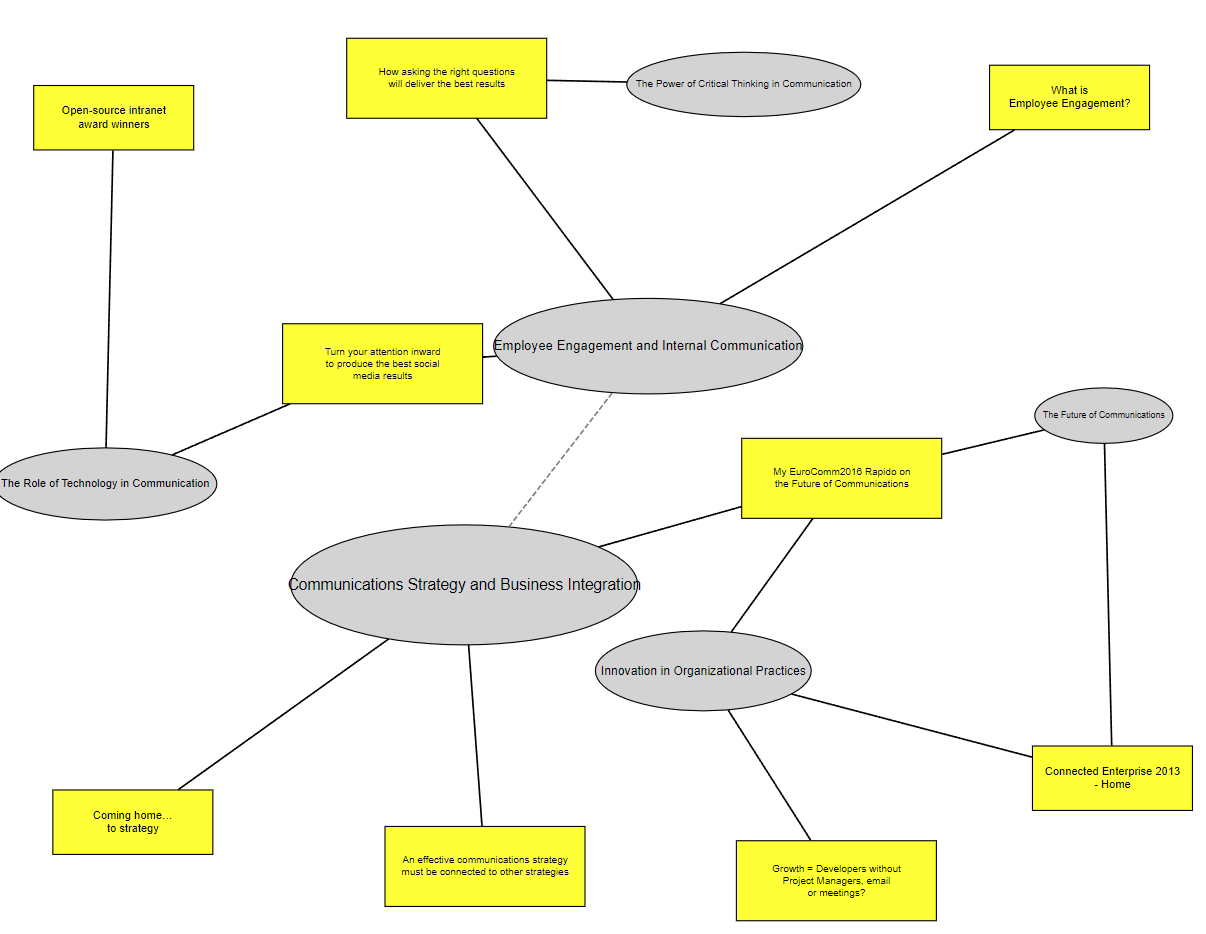 How asking the right questions
will deliver the best results
The Power of Critical Thinking in Communication
What is
Employee Engagement?
Open-source intranet
award winners
Employee Engagement and Internal Communication
Turn your attention inward
to produce the best social
media results
The Future of Communications
My EuroComm2016 Rapido on
the Future of Communications
The Role of Technology in Communication
Communications Strategy and Business Integration
Innovation in Organizational Practices
Connected Enterprise 2013
- Home
Coming home...
to strategy
An effective communications strategy
must be connected to other strategies
Growth = Developers without
Project Managers, email
or meetings?